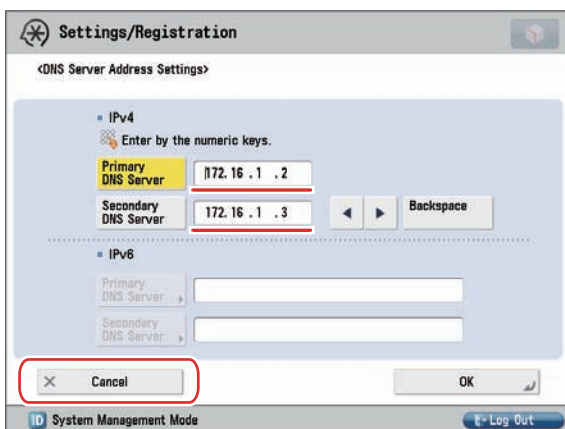 Settings/Registration
<DNS Server Address Settings>
IPv4
Enter by the numeric keys.
Primary
DNS Server
172. 16 . 1 . 2
Secondary
DNS Server
172. 16 . 1 . 3
Backspace
IPv6
Primary
DNS Server
Secondary
DNS Server
Cancel
OK
ID System Management Mode
Log Out